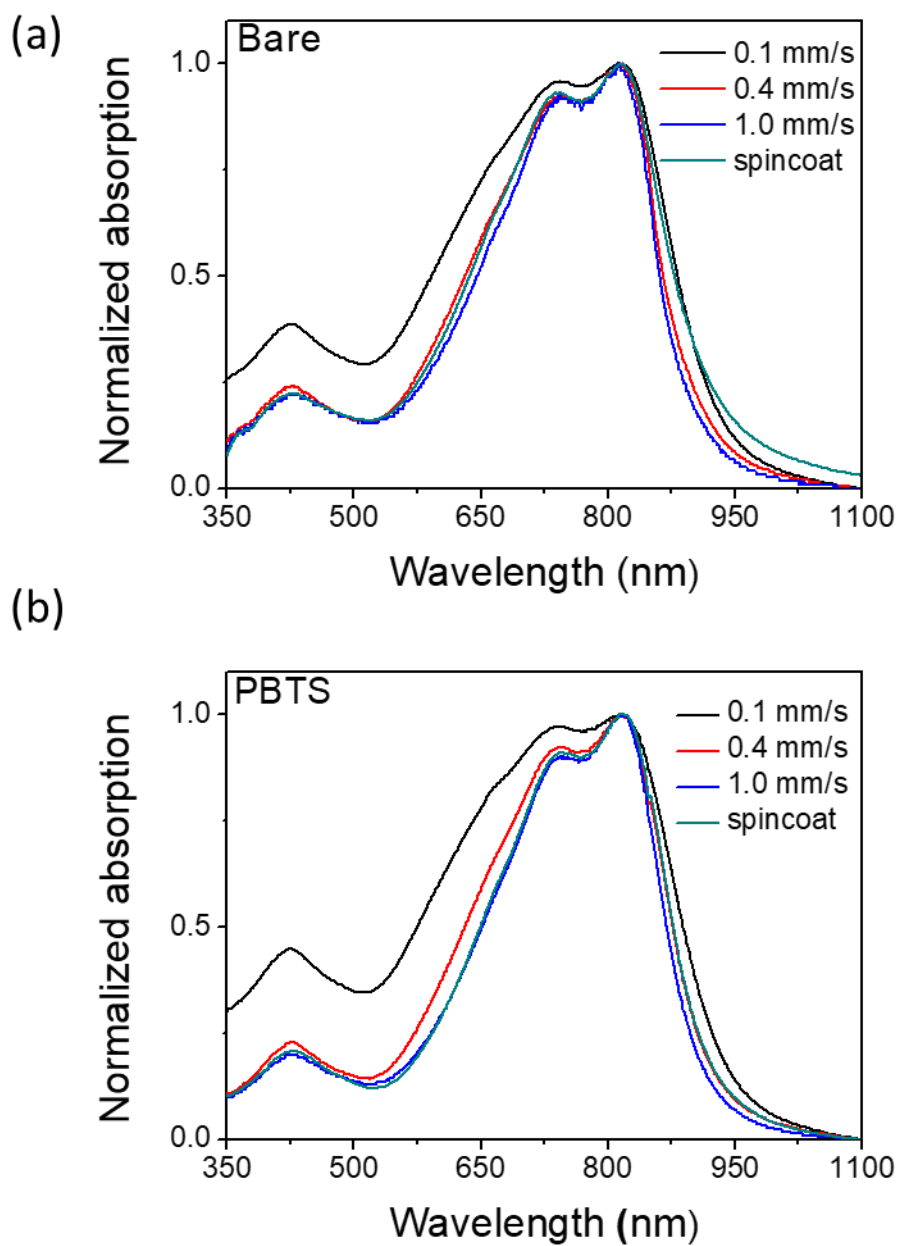 (a)
Bare
0.1 mm/s
0.4 mm/s
1.0 mm/s
spincoat
Normalized absorption
1.0
0.5
0.0
350 500 650 800 950 1100
Wavelength (nm)
(b)
PBTS
0.1 mm/s
0.4 mm/s
1.0 mm/s
spincoat
Normalized absorption
1.0
0.5
0.0
350 500 650 800 950 1100
Wavelength (nm)